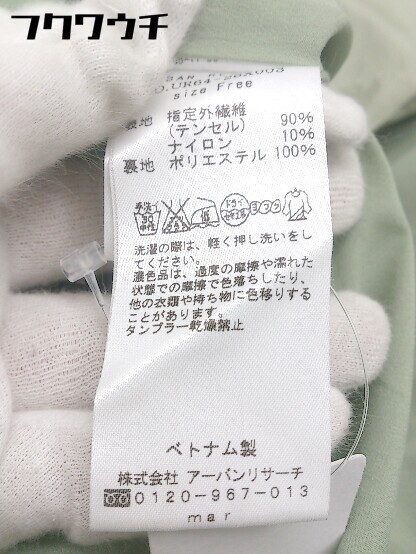 フクワウチ
O.UR64-26X003
size Free
表地 指定外繊維 90%
(テンセル)
ナイロン 10%
裏地 ポリエステル 100%
洗濯の際は、軽く押し洗いをし
てください。
濃色品は、過度の摩擦や濡れた
状態での摩擦で色落ちしたり、
他の衣類や持ち物に色移りする
ことがあります。
タンブラー乾燥禁止
ベトナム製
株式会社 アーバンリサーチ
0120-967-013
mar